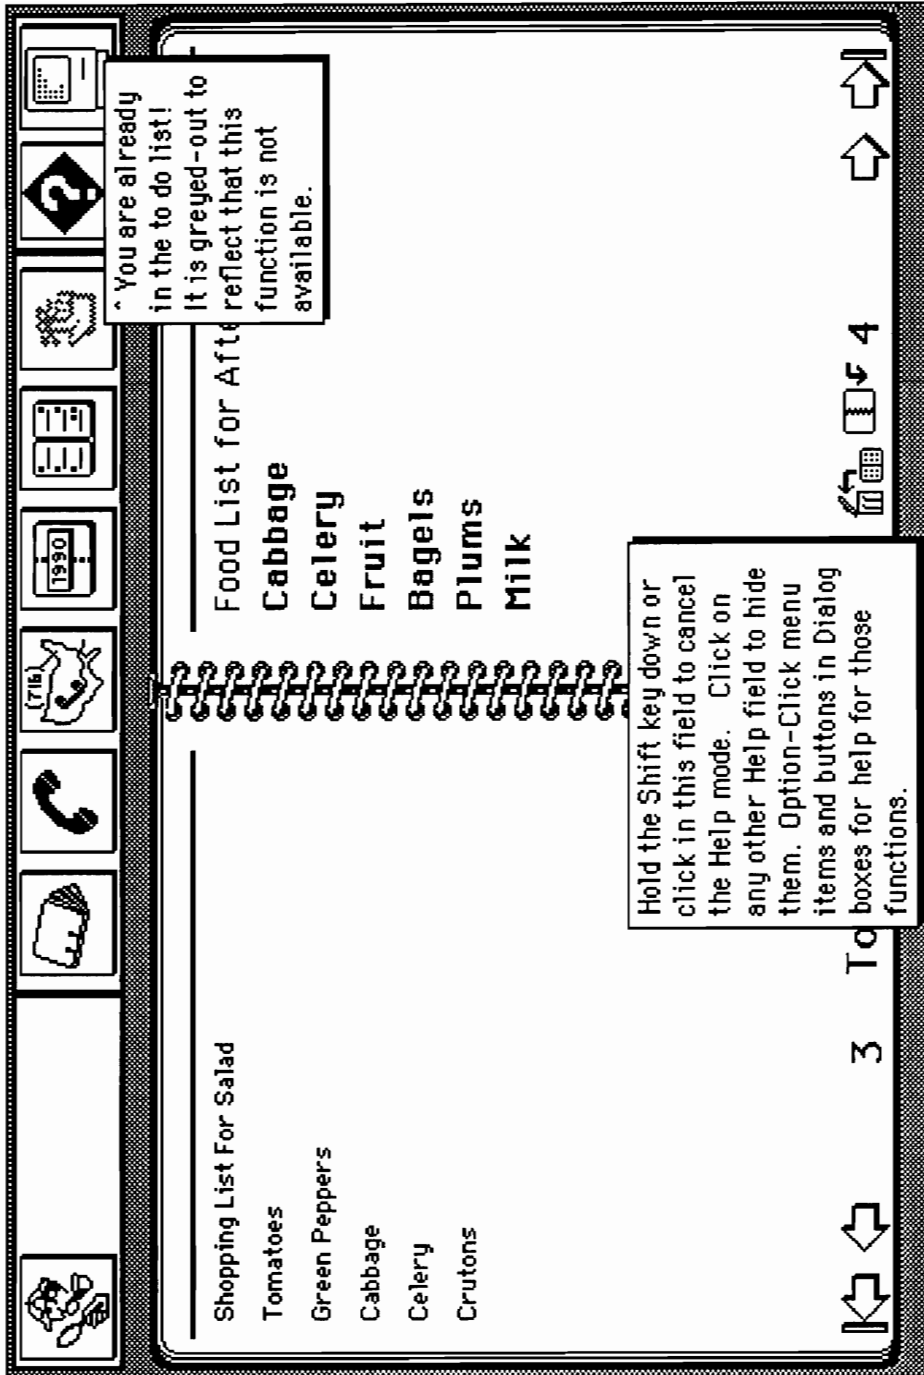 (716)
1990
?
^ You are already
in the to do list!
It is greyed-out to
reflect that this
function is not
available.
Shopping List For Salad
Tomatoes
Green Peppers
Cabbage
Celery
Crutons
Food List for Afte
Cabbage
Celery
Fruit
Bagels
Plums
Milk
Hold the Shift key down or
click in this field to cancel
the Help mode. Click on
any other Help field to hide
them. Option-Click menu
items and buttons in Dialog
boxes for help for those
functions.
3 To
4